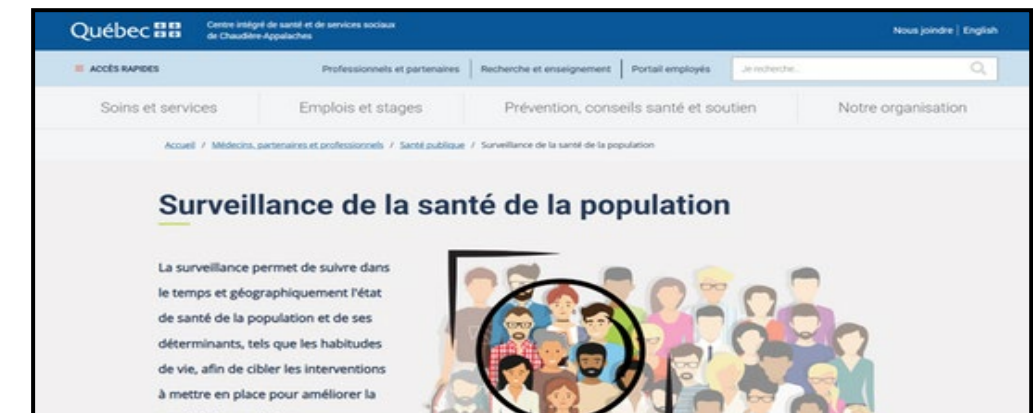 Québec
Centre intégré de santé et de services sociaux
de Chaudière-Appalaches
Nous joindre | English
ACCÈS RAPIDES
Professionnels et partenaires | Recherche et enseignement | Portail employés
Je recherche...
Soins et services
Emplois et stages
Prévention, conseils santé et soutien
Notre organisation
Accueil / Médecins, partenaires et professionnels / Santé publique / Surveillance de la santé de la population
Surveillance de la santé de la population
La surveillance permet de suivre dans
le temps et géographiquement l'état
de santé de la population et de ses
déterminants, tels que les habitudes
de vie, afin de cibler les interventions
à mettre en place pour améliorer la